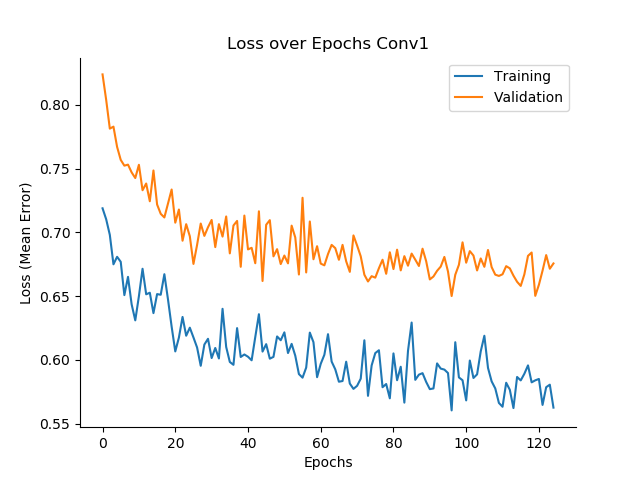 Loss over Epochs Conv1
Training
Validation
0.80
0.75
0.70
0.65
0.60
0.55
Loss (Mean Error)
0 20 40 60 80 100 120
Epochs